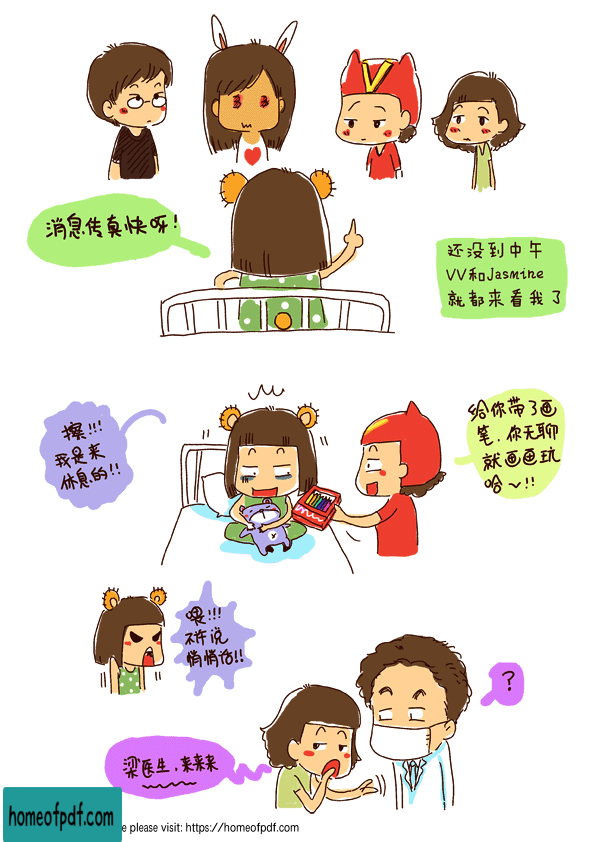 消息传真快呀!
还没到中午
VV和Jasmine
就都来看我了
擦!!!
我是来
休息的!!
给你带了画
笔,你无聊
就画画玩
哈~!!
喂!!!
不许说
悄悄话!!
?
梁医生,来来来
homeofpdf.com
e please visit: https://homeofpdf.com